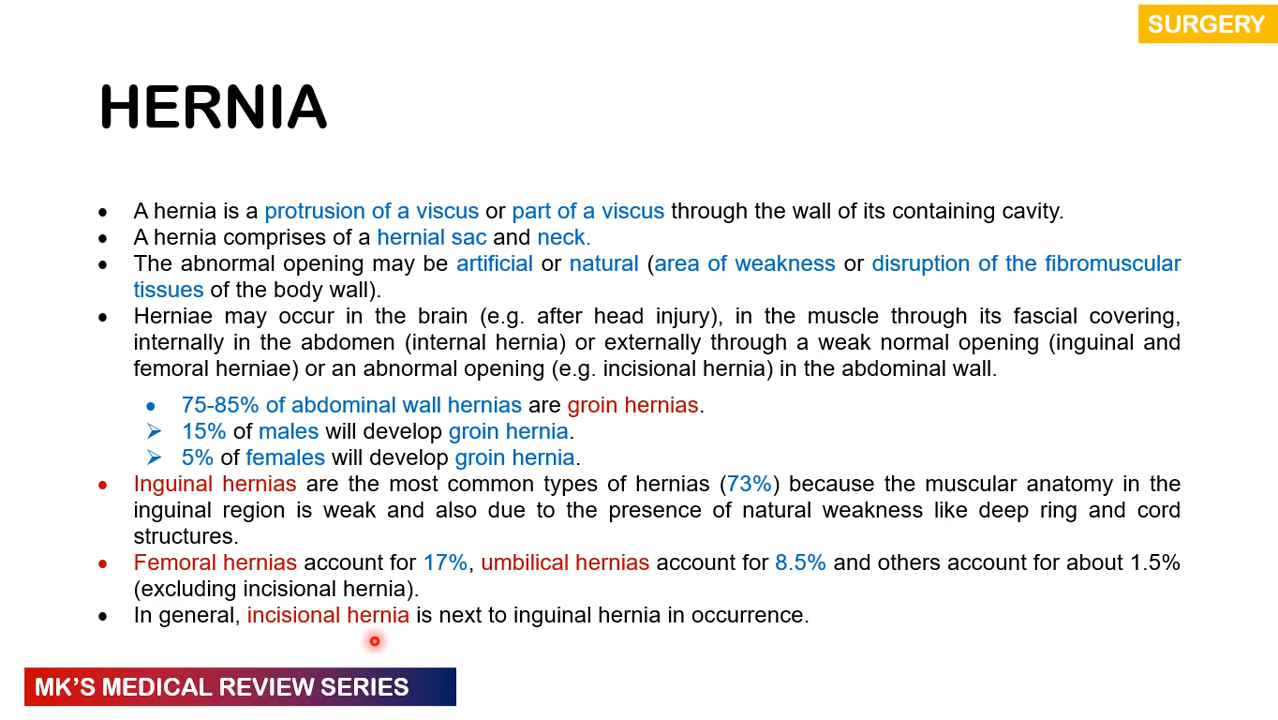 SURGERY
HERNIA
• A hernia is a protrusion of a viscus or part of a viscus through the wall of its containing cavity.
• A hernia comprises of a hernial sac and neck.
• The abnormal opening may be artificial or natural (area of weakness or disruption of the fibromuscular
tissues of the body wall).
• Herniae may occur in the brain (e.g. after head injury), in the muscle through its fascial covering,
internally in the abdomen (internal hernia) or externally through a weak normal opening (inguinal and
femoral herniae) or an abnormal opening (e.g. incisional hernia) in the abdominal wall.
• 75-85% of abdominal wall hernias are groin hernias.
➢ 15% of males will develop groin hernia.
➢ 5% of females will develop groin hernia.
• Inguinal hernias are the most common types of hernias (73%) because the muscular anatomy in the
inguinal region is weak and also due to the presence of natural weakness like deep ring and cord
structures.
• Femoral hernias account for 17%, umbilical hernias account for 8.5% and others account for about 1.5%
(excluding incisional hernia).
• In general, incisional hernia is next to inguinal hernia in occurrence.
MK'S MEDICAL REVIEW SERIES